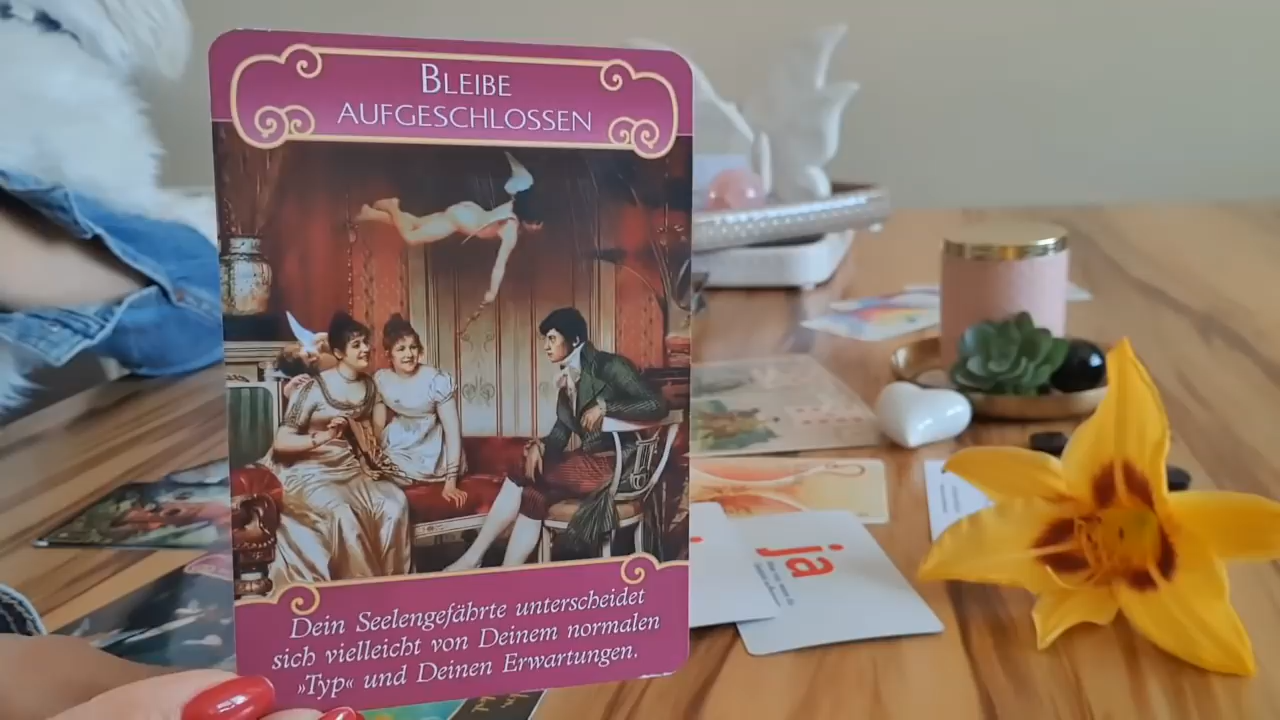 BLEIBE
AUFGESCHLOSSEN
Dein Seelengefährte unterscheidet
sich vielleicht von Deinem normalen
»Typ« und Deinen Erwartungen.
ja